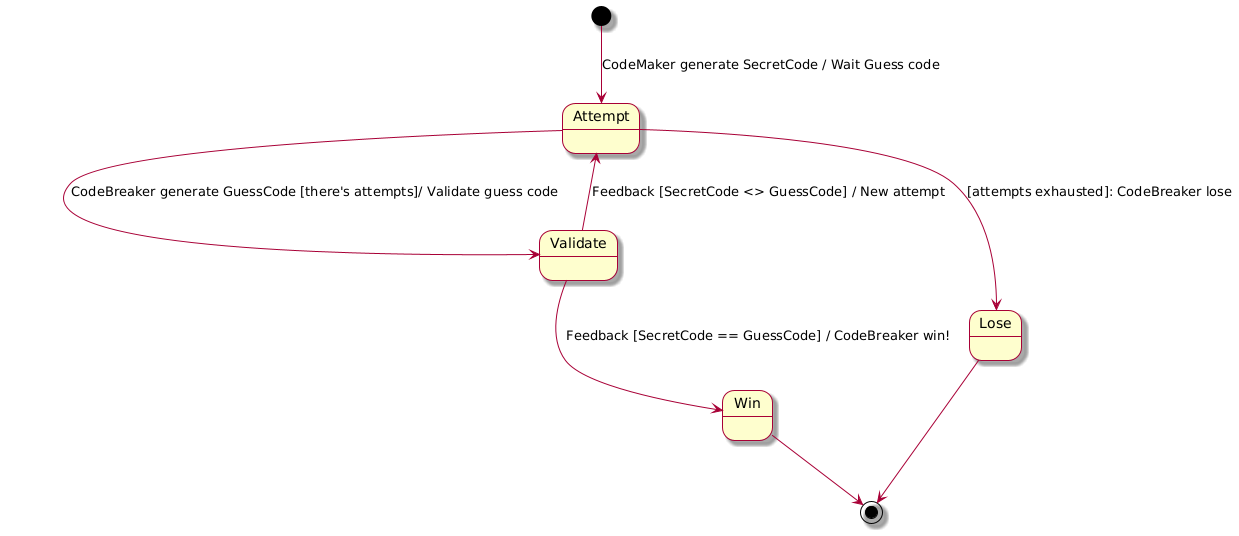 CodeMaker generate SecretCode / Wait Guess code
Attempt
CodeBreaker generate GuessCode [there's attempts]/ Validate guess code
Feedback [SecretCode <> GuessCode] / New attempt
[attempts exhausted]: CodeBreaker lose
Validate
Lose
Feedback [SecretCode == GuessCode] / CodeBreaker win!
Win